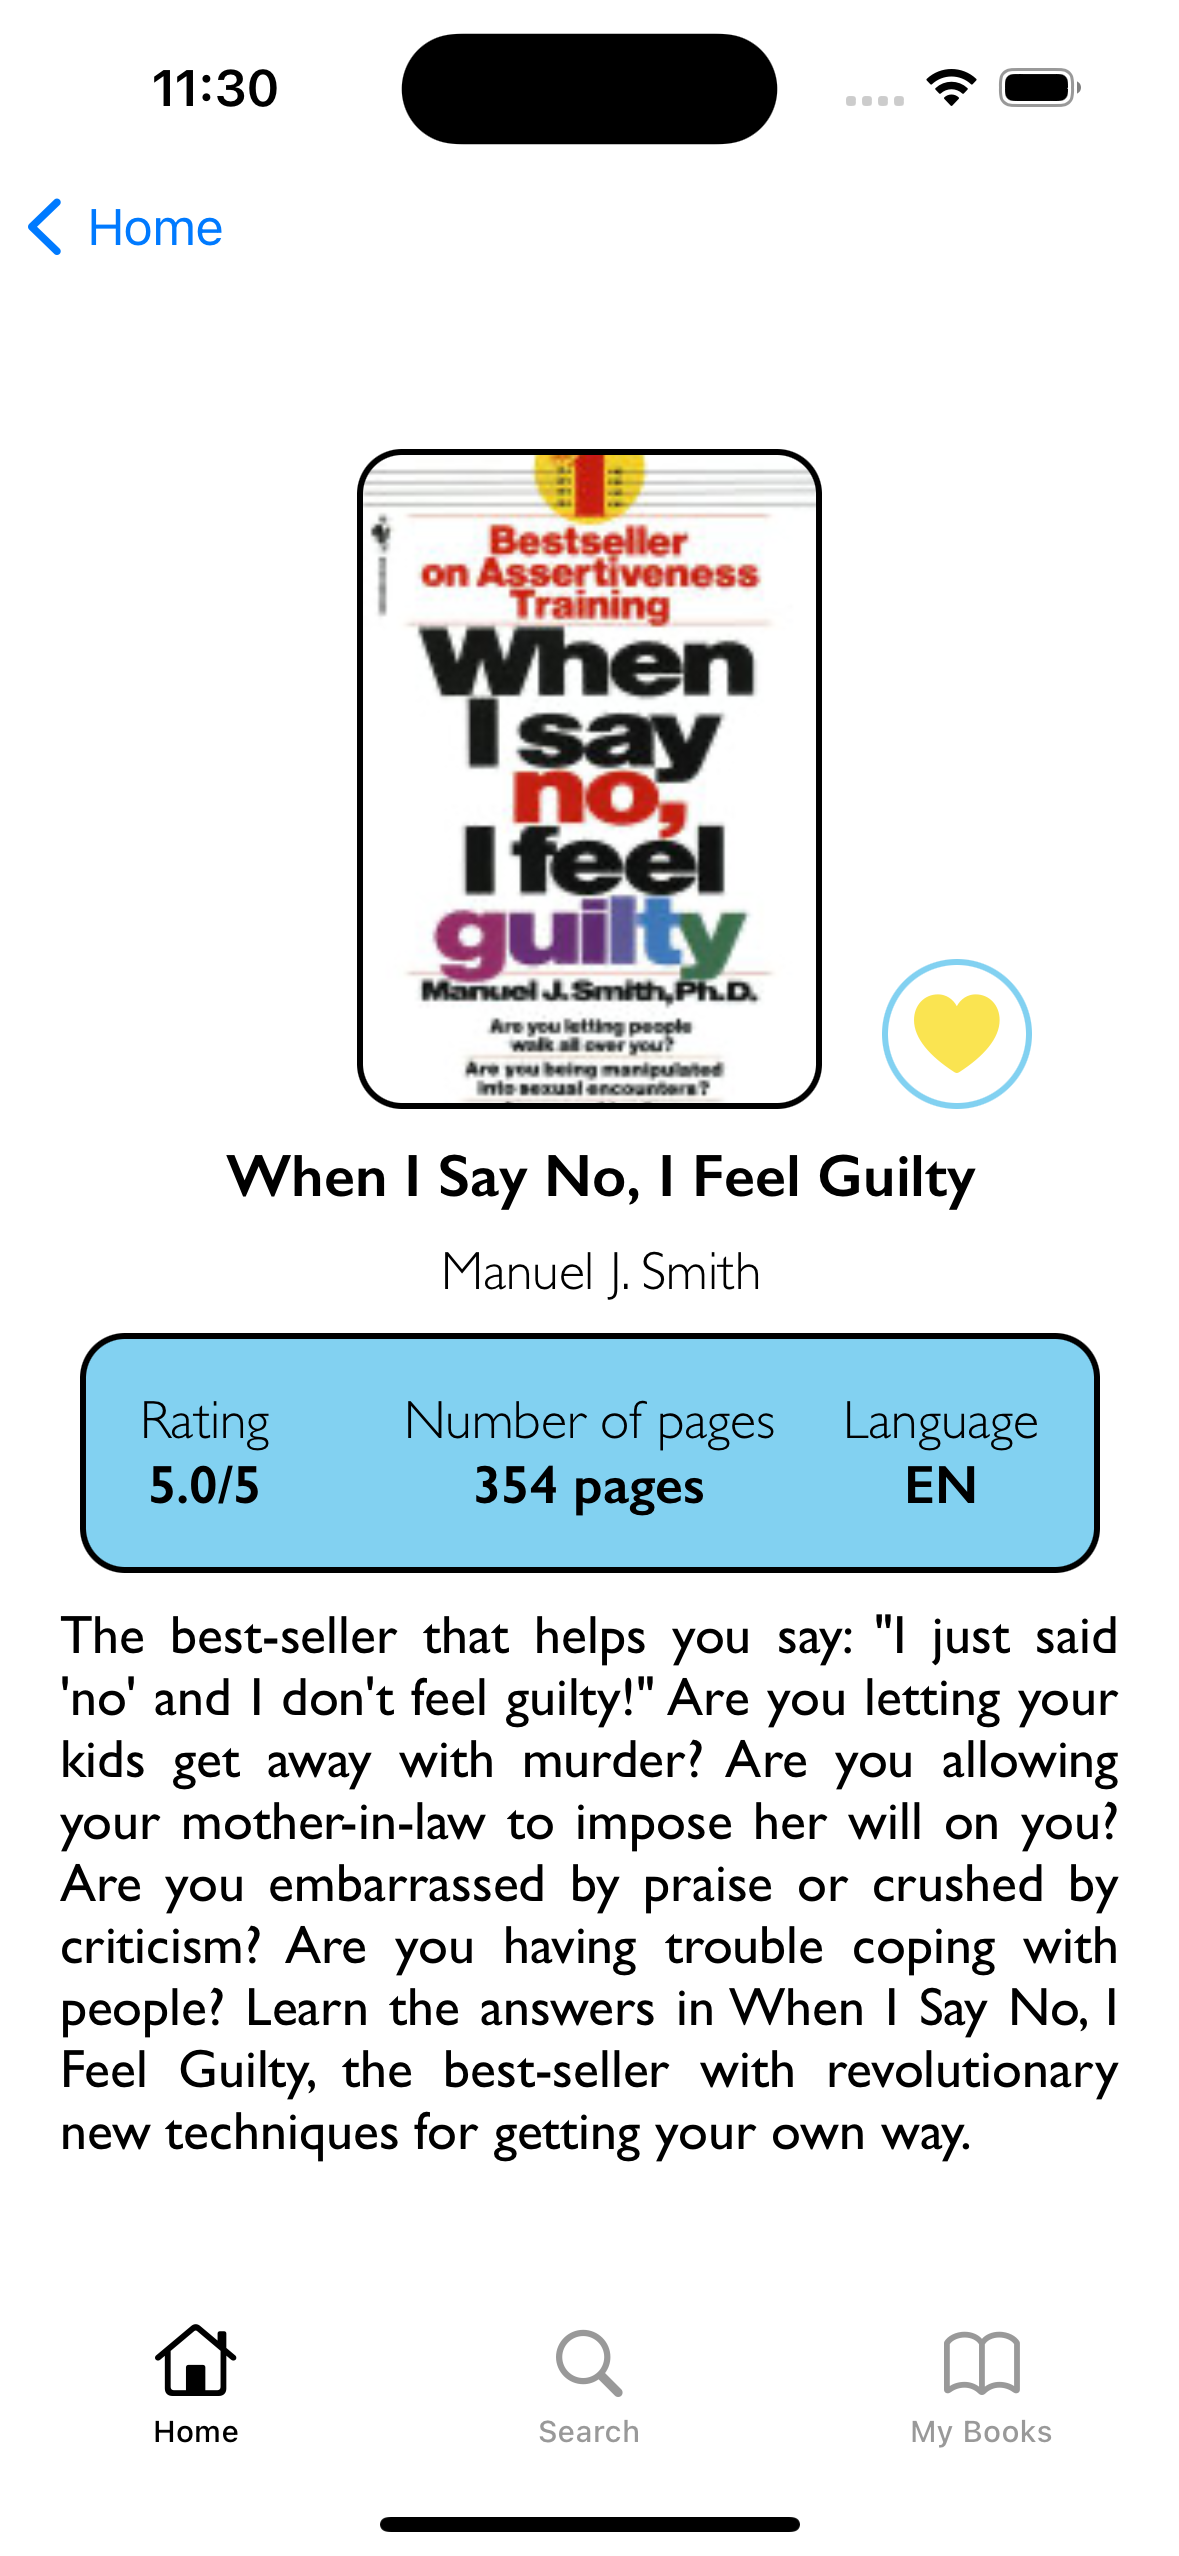 11:30
Home
1
Bestseller
on Assertiveness
Training
When
I say
no,
I feel
guilty
Manuel J. Smith, Ph.D.
Are you letting people
walk all over you?
Are you being manipulated
into sexual encounters?
When I Say No, I Feel Guilty
Manuel J. Smith
Rating Number of pages Language
5.0/5 354 pages EN
The best-seller that helps you say: "I just said
'no' and I don't feel guilty!" Are you letting your
kids get away with murder? Are you allowing
your mother-in-law to impose her will on you?
Are you embarrassed by praise or crushed by
criticism? Are you having trouble coping with
people? Learn the answers in When I Say No, I
Feel Guilty, the best-seller with revolutionary
new techniques for getting your own way.
Home Search My Books